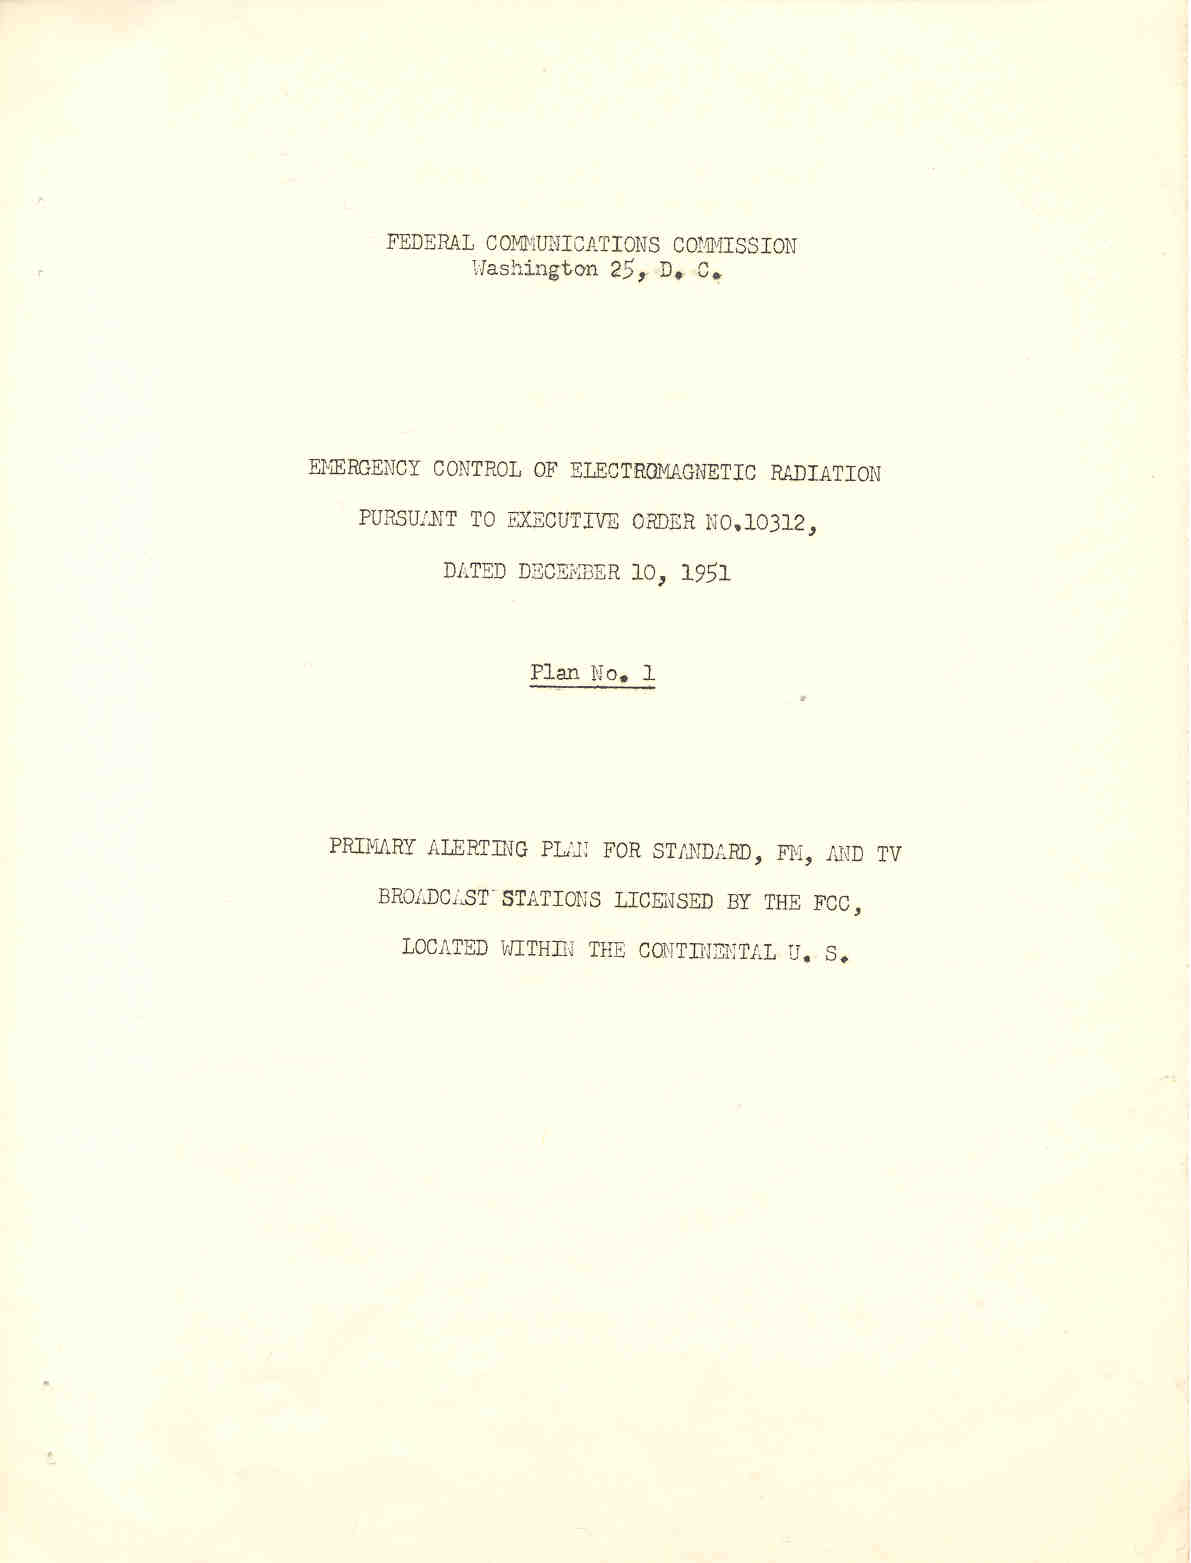 FEDERAL COMMUNICATIONS COMMISSION
Washington 25, D. C.
EMERGENCY CONTROL OF ELECTROMAGNETIC RADIATION
PURSUANT TO EXECUTIVE ORDER NO.10312,
DATED DECEMBER 10, 1951
Plan No. 1
PRIMARY ALERTING PLAN FOR STANDARD, FM, AND TV
BROADCAST STATIONS LICENSED BY THE FCC,
LOCATED WITHIN THE CONTINENTAL U. S.